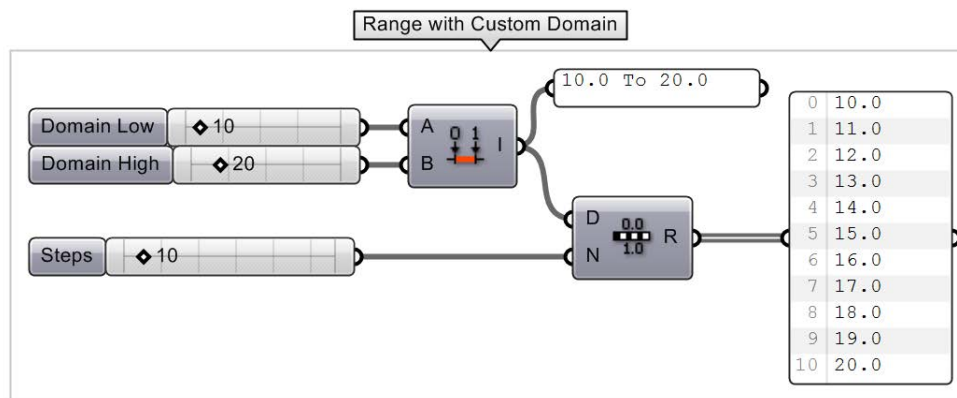 Range with Custom Domain
10.0 To 20.0
Domain Low 10
Domain High 20
A
B
I
0 1
Steps 10
D
N
R
0.0
1.0
0 10.0
1 11.0
2 12.0
3 13.0
4 14.0
5 15.0
6 16.0
7 17.0
8 18.0
9 19.0
10 20.0